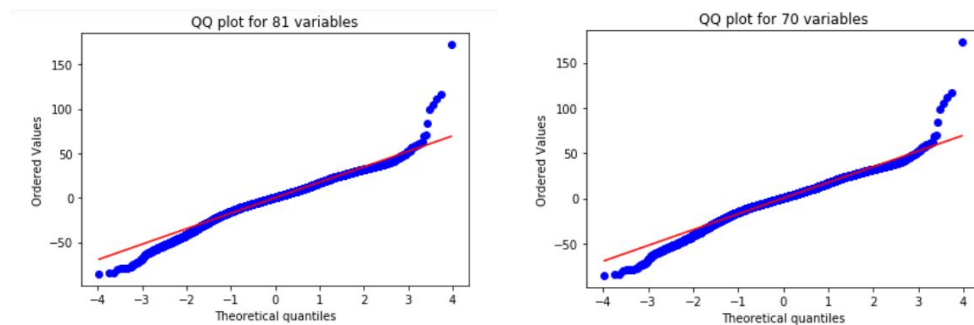 QQ plot for 81 variables
Ordered Values
150
100
50
0
−50
−4 −3 −2 −1 0 1 2 3 4
Theoretical quantiles
QQ plot for 70 variables
Ordered Values
150
100
50
0
−50
−4 −3 −2 −1 0 1 2 3 4
Theoretical quantiles